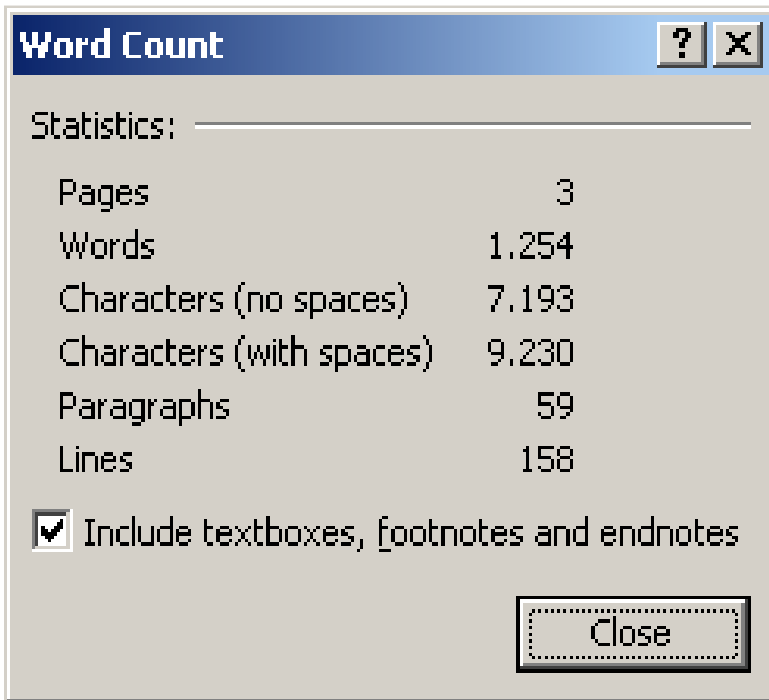 Word Count
Statistics:
Pages 3
Words 1.254
Characters (no spaces) 7.193
Characters (with spaces) 9.230
Paragraphs 59
Lines 158
Include textboxes, footnotes and endnotes
Close